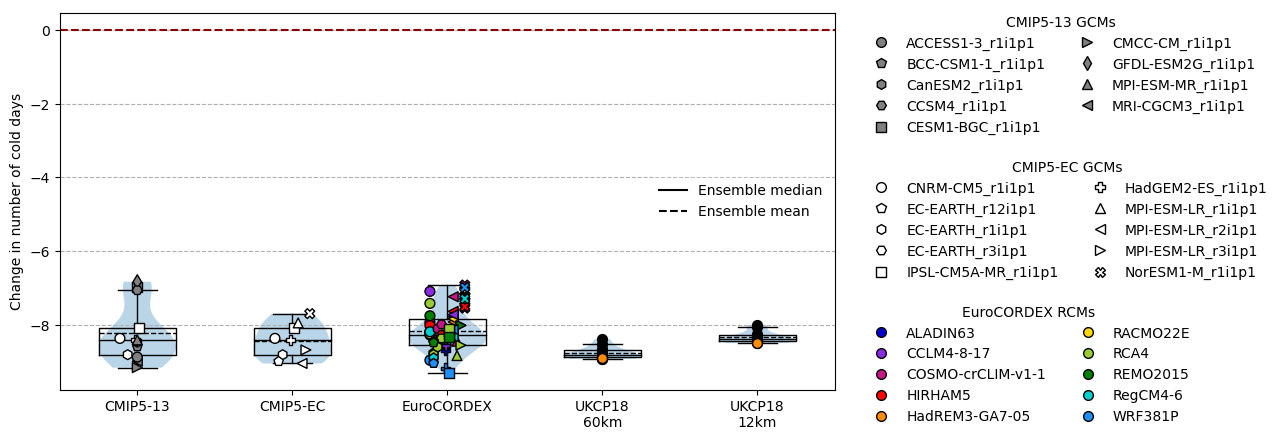 Change in number of cold days
0
−2
−4
−6
−8
Ensemble median
Ensemble mean
CMIP5-13
CMIP5-EC
EuroCORDEX
UKCP18
60km
UKCP18
12km
CMIP5-13 GCMs
ACCESS1-3_r1i1p1
BCC-CSM1-1_r1i1p1
CanESM2_r1i1p1
CCSM4_r1i1p1
CESM1-BGC_r1i1p1
CMCC-CM_r1i1p1
GFDL-ESM2G_r1i1p1
MPI-ESM-MR_r1i1p1
MRI-CGCM3_r1i1p1
CMIP5-EC GCMs
CNRM-CM5_r1i1p1
EC-EARTH_r12i1p1
EC-EARTH_r1i1p1
EC-EARTH_r3i1p1
IPSL-CM5A-MR_r1i1p1
HadGEM2-ES_r1i1p1
MPI-ESM-LR_r1i1p1
MPI-ESM-LR_r2i1p1
MPI-ESM-LR_r3i1p1
NorESM1-M_r1i1p1
EuroCORDEX RCMs
ALADIN63
CCLM4-8-17
COSMO-crCLIM-v1-1
HIRHAM5
HadREM3-GA7-05
RACMO22E
RCA4
REMO2015
RegCM4-6
WRF381P